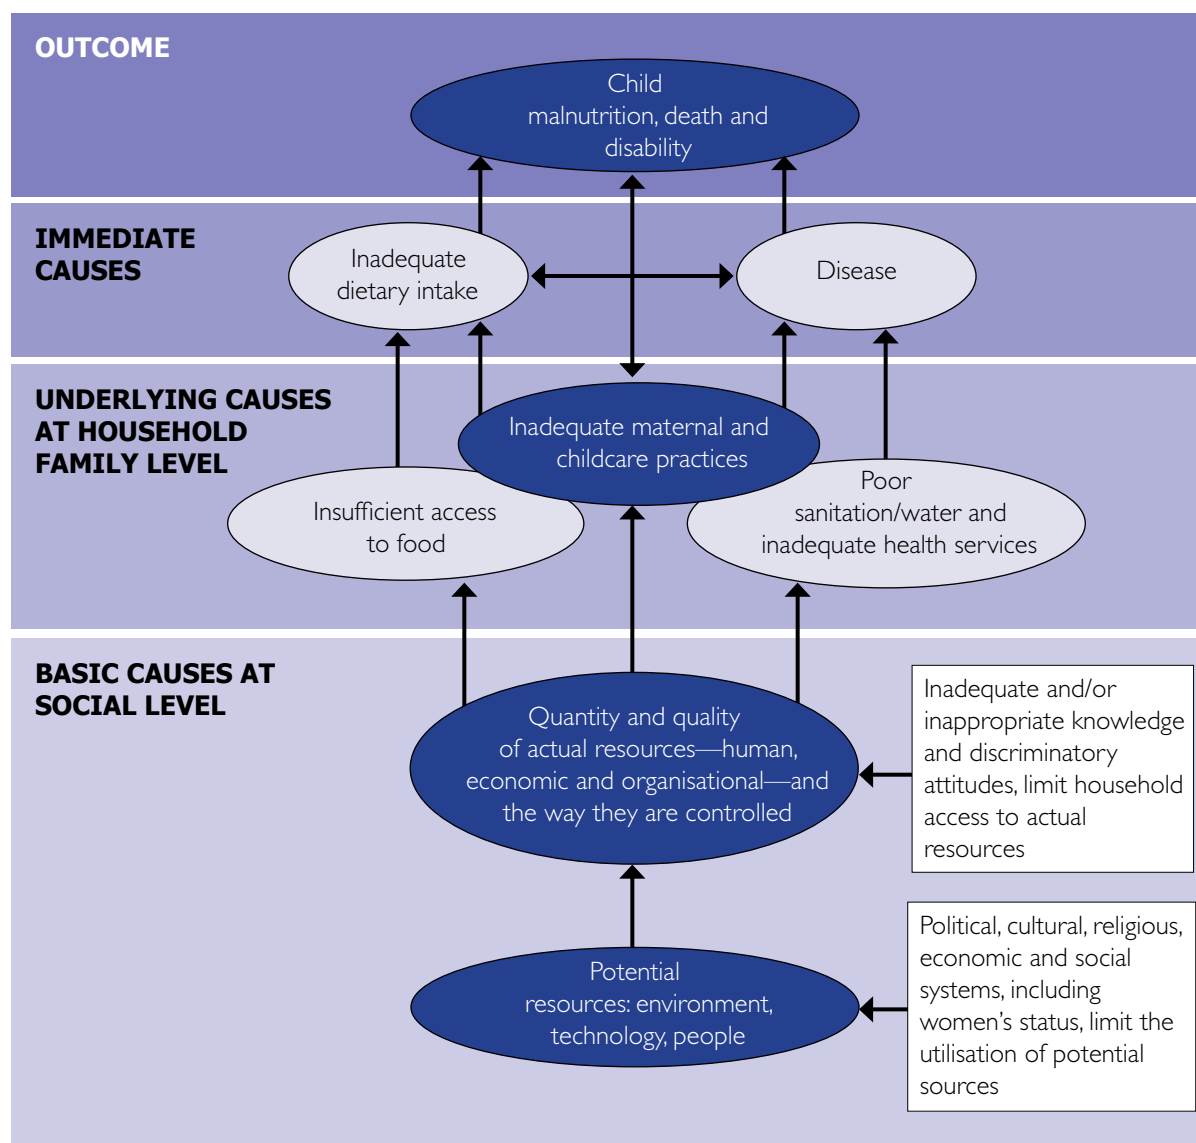 OUTCOME
Child
malnutrition, death and
disability
IMMEDIATE
CAUSES
Inadequate
dietary intake
Disease
UNDERLYING CAUSES
AT HOUSEHOLD
FAMILY LEVEL
Inadequate maternal and
childcare practices
Insufficient access
to food
Poor
sanitation/water and
inadequate health services
BASIC CAUSES AT
SOCIAL LEVEL
Quantity and quality
of actual resources—human,
economic and organisational—and
the way they are controlled
Inadequate and/or
inappropriate knowledge
and discriminatory
attitudes, limit household
access to actual
resources
Potential
resources: environment,
technology, people
Political, cultural, religious,
economic and social
systems, including
women’s status, limit the
utilisation of potential
sources